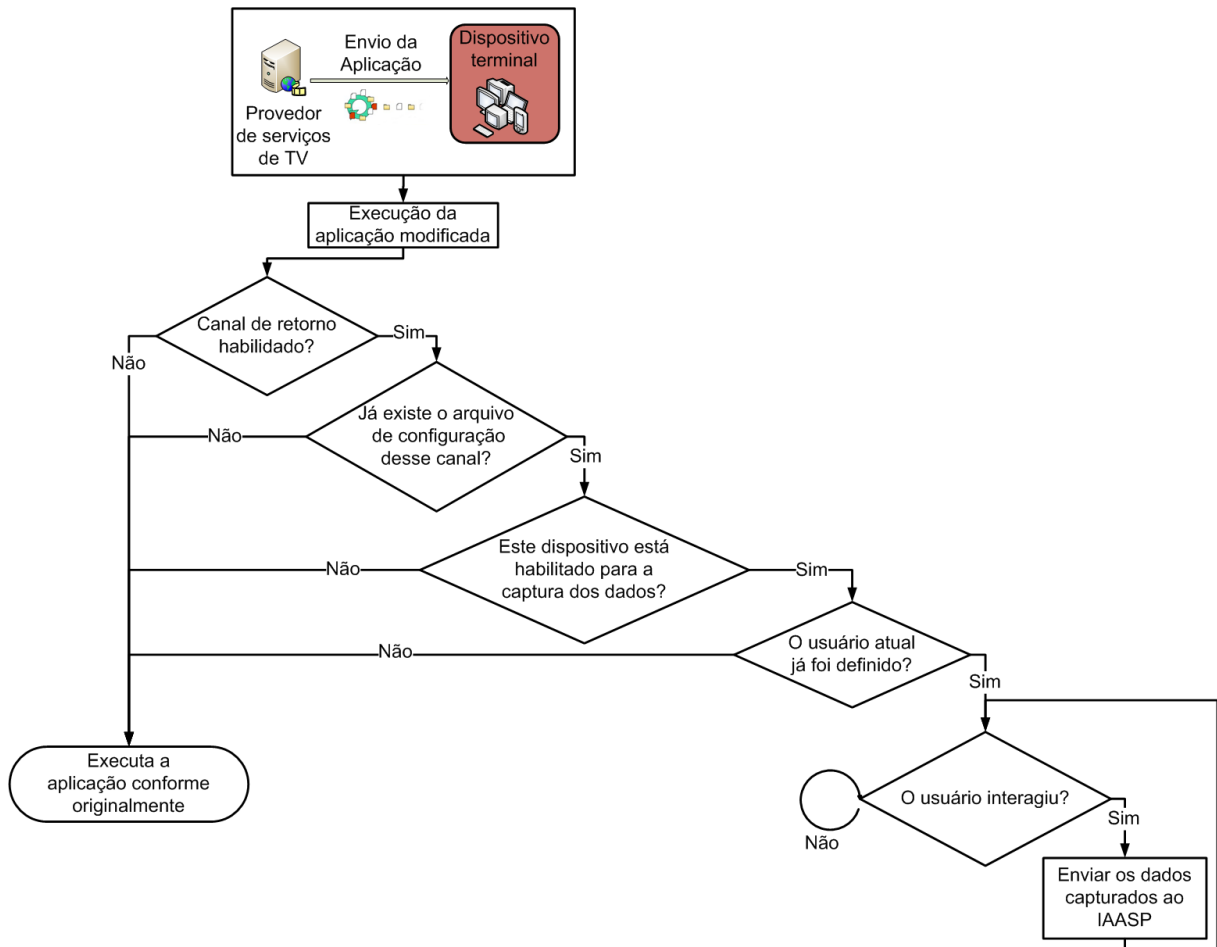 Envio da
Aplicação
Dispositivo
terminal
Provedor
de serviços
de TV
Execução da
aplicação modificada
Canal de retorno
habilidado?
Sim
Não
Já existe o arquivo
de configuração
desse canal?
Não
Sim
Este dispositivo está
habilitado para a
captura dos dados?
Não
Sim
O usuário atual
já foi definido?
Não
Sim
Executa a
aplicação conforme
originalmente
O usuário interagiu?
Não
Sim
Enviar os dados
capturados ao
IAASP